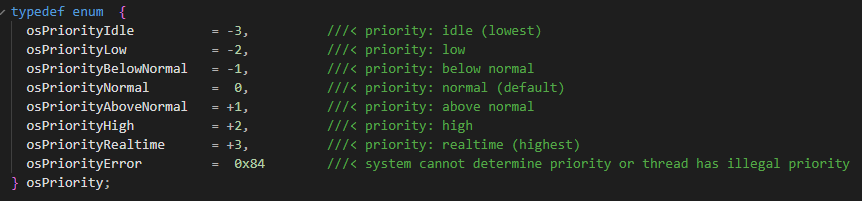 typedef enum  {
  osPriorityIdle          = -3,          ///< priority: idle (lowest)
  osPriorityLow           = -2,          ///< priority: low
  osPriorityBelowNormal   = -1,          ///< priority: below normal
  osPriorityNormal        =  0,          ///< priority: normal (default)
  osPriorityAboveNormal   = +1,          ///< priority: above normal
  osPriorityHigh          = +2,          ///< priority: high
  osPriorityRealtime      = +3,          ///< priority: realtime (highest)
  osPriorityError         =  0x84        ///< system cannot determine priority or thread has illegal priority
} osPriority;